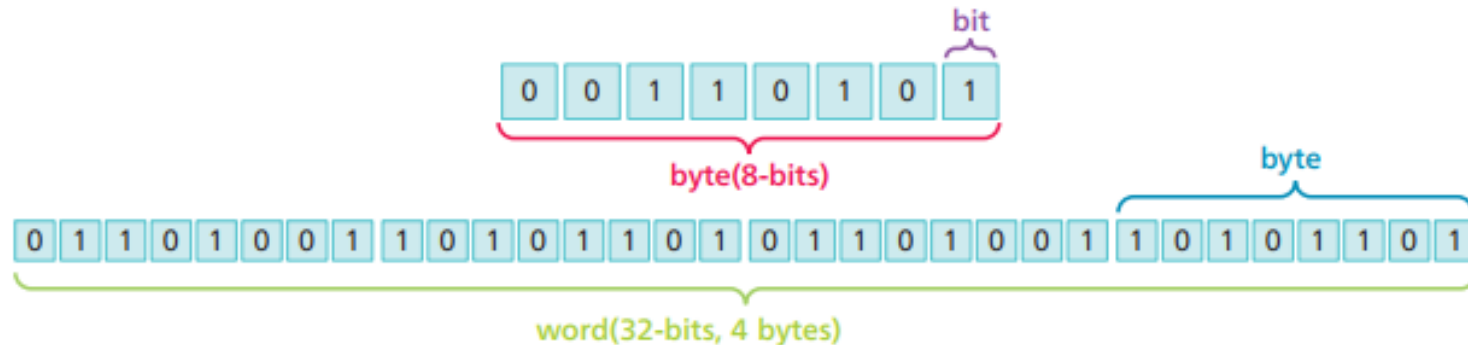 bit
0 0 1 1 0 1 0 1
byte(8-bits)
byte
0 1 1 0 1 0 0 1 1 0 1 0 1 1 0 1 0 1 1 0 1 0 0 1 1 0 1 0 1 1 0 1
word(32-bits, 4 bytes)